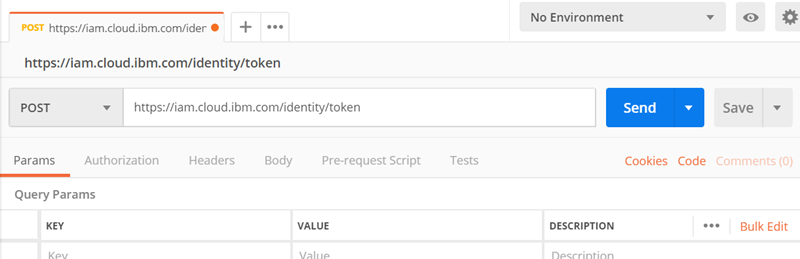 POST https://iam.cloud.ibm.com/iden + ••• No Environment
https://iam.cloud.ibm.com/identity/token
POST https://iam.cloud.ibm.com/identity/token Send Save
Params Authorization Headers Body Pre-request Script Tests Cookies Code Comments (0)
Query Params
KEY VALUE DESCRIPTION ••• Bulk Edit
Key Value Description